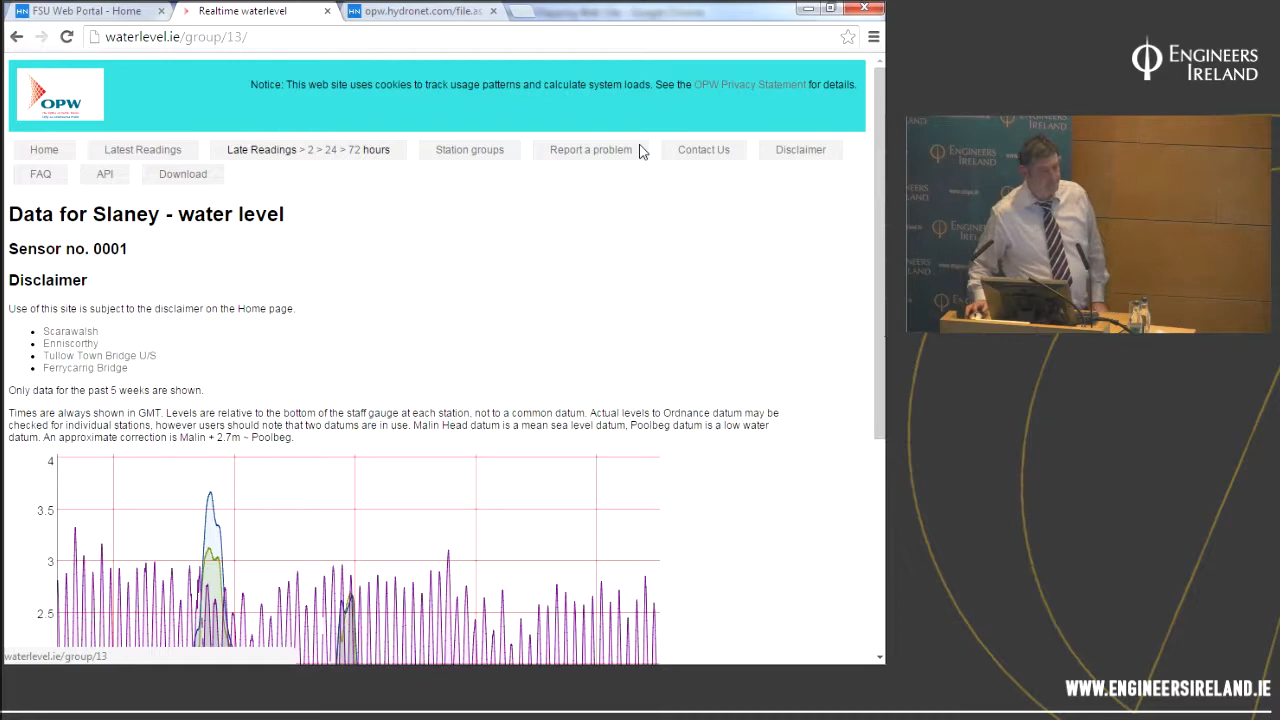 FSU Web Portal - Home
Realtime waterlevel
opw.hydronet.com/file.as
waterlevel.ie/group/13/
OPW
Notice: This web site uses cookies to track usage patterns and calculate system loads. See the OPW Privacy Statement for details.
Home
Latest Readings
Late Readings > 2 > 24 > 72 hours
Station groups
Report a problem
Contact Us
Disclaimer
FAQ
API
Download
Data for Slaney - water level
Sensor no. 0001
Disclaimer
Use of this site is subject to the disclaimer on the Home page.
Scarawalsh
Enniscorthy
Tullow Town Bridge U/S
Ferrycarrig Bridge
Only data for the past 5 weeks are shown.
Times are always shown in GMT. Levels are relative to the bottom of the staff gauge at each station, not to a common datum. Actual levels to Ordnance datum may be
checked for individual stations, however users should note that two datums are in use. Malin Head datum is a mean sea level datum, Poolbeg datum is a low water
datum. An approximate correction is Malin + 2.7m ~ Poolbeg.
4
3.5
3
2.5
waterlevel.ie/group/13
ENGINEERS
IRELAND
WWW.ENGINEERSIRELAND.IE